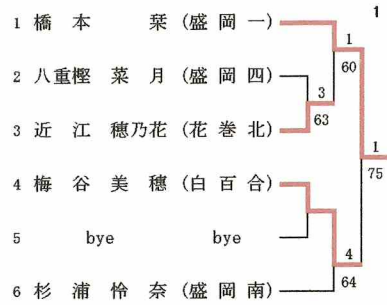 1
1 橋本 栞 (盛岡一)
1
60
2 八重樫 菜月 (盛岡四)
3
63
3 近江 穂乃花 (花巻北)
1
75
4 梅谷 美穂 (白百合)
5 bye bye
4
64
6 杉浦 怜奈 (盛岡南)